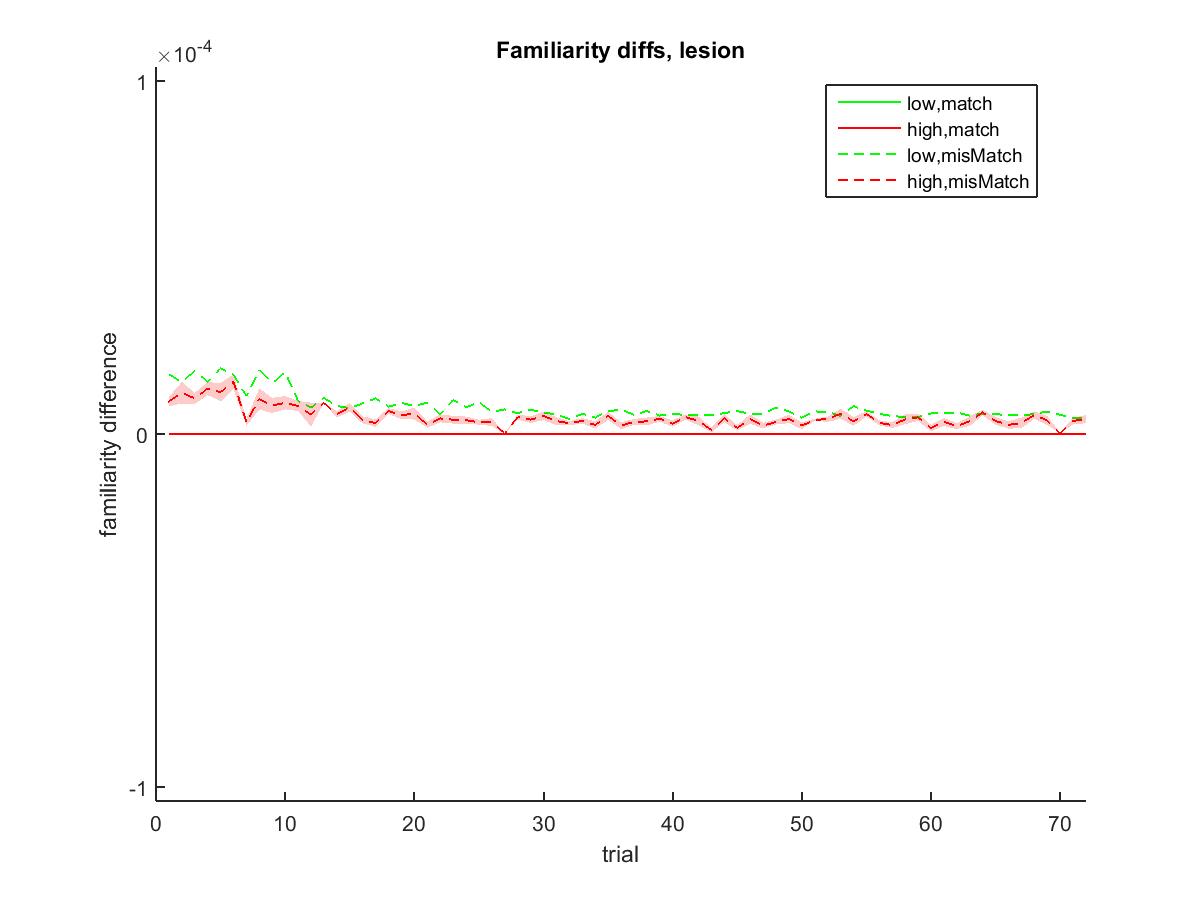 Familiarity diffs, lesion
×10-4
1
0
-1
familiarity difference
low,match
high,match
low,misMatch
high,misMatch
0 10 20 30 40 50 60 70
trial